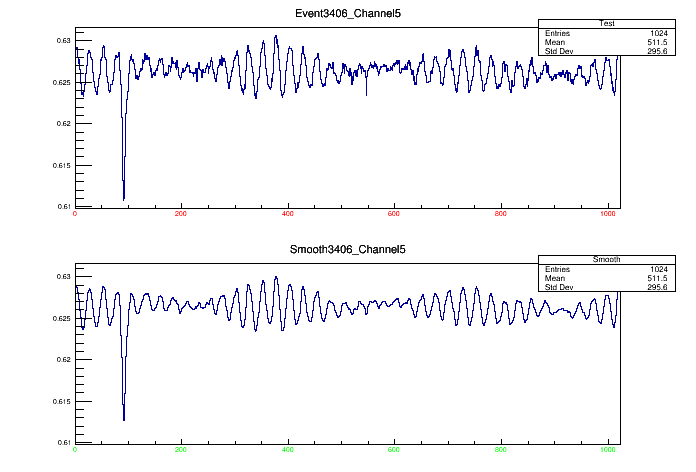 Event3406_Channel5
Test
Entries 1024
Mean 511.5
Std Dev 295.6
0.63
0.625
0.62
0.615
0.61
0 200 400 600 800 1000
Smooth3406_Channel5
Smooth
Entries 1024
Mean 511.5
Std Dev 295.6
0.63
0.625
0.62
0.615
0.61
0 200 400 600 800 1000